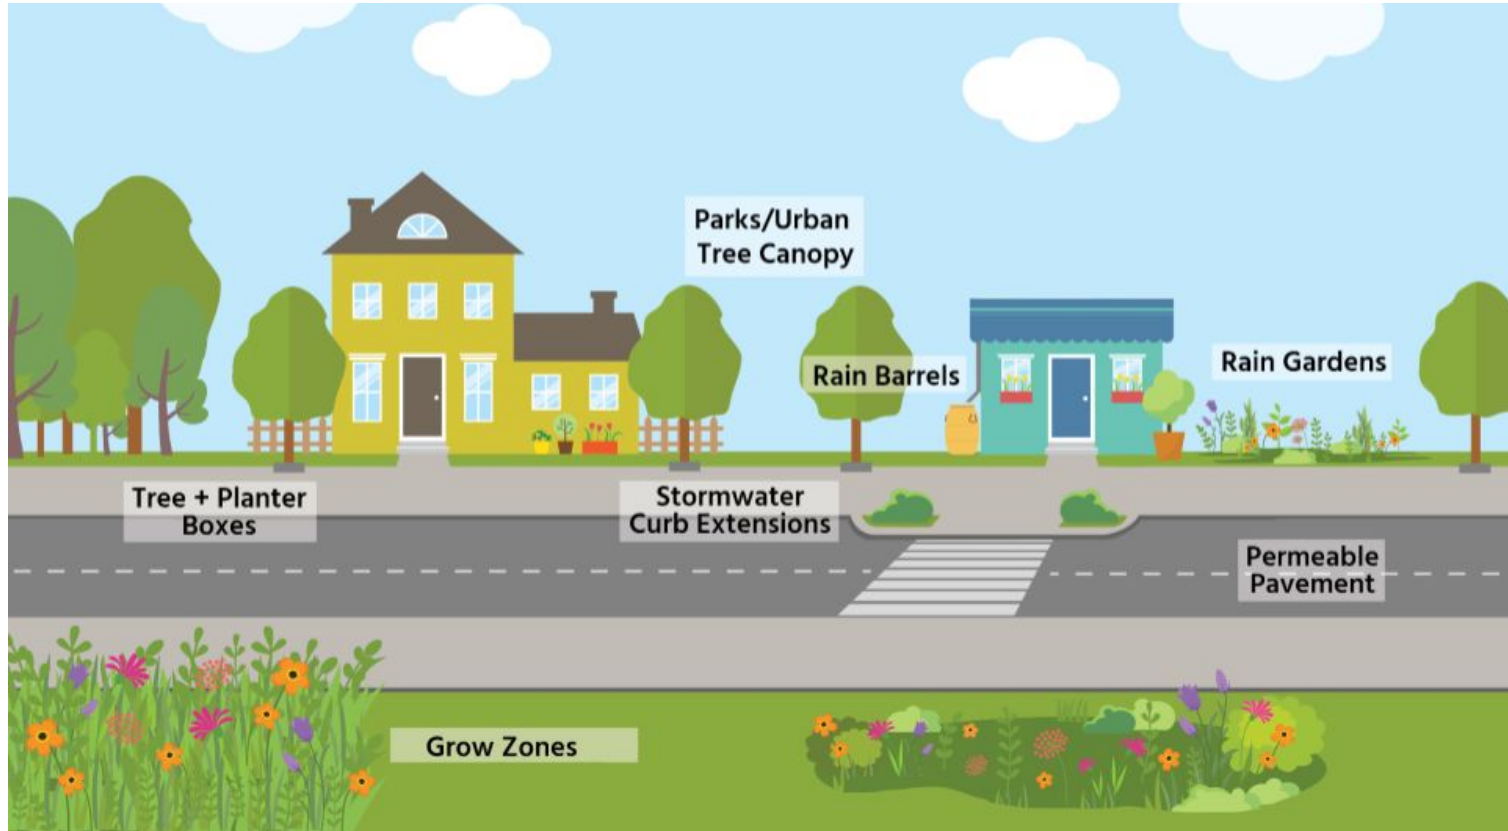 Parks/Urban
Tree Canopy
Rain Barrels
Rain Gardens
Tree + Planter
Boxes
Stormwater
Curb Extensions
Permeable
Pavement
Grow Zones